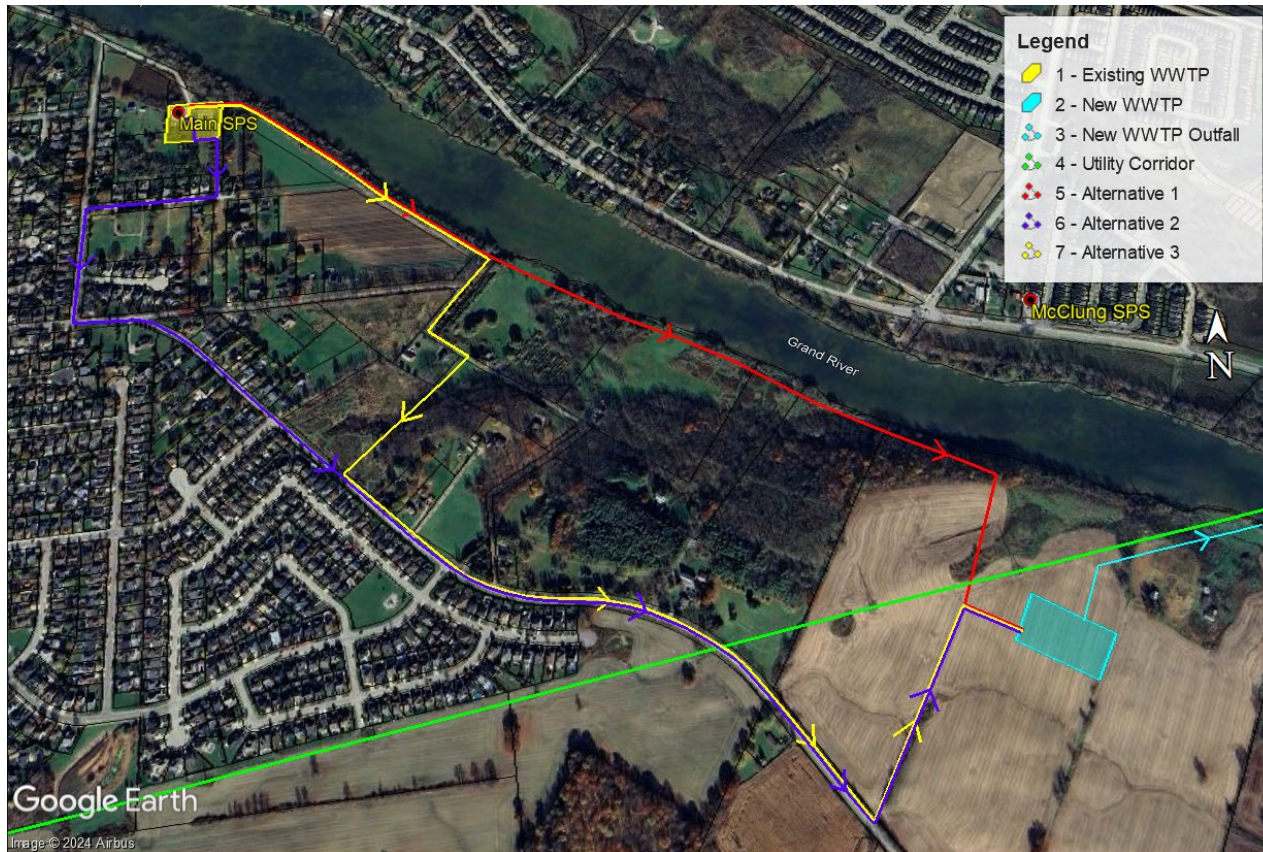 Legend
1 - Existing WWTP
2 - New WWTP
3 - New WWTP Outfall
4 - Utility Corridor
5 - Alternative 1
6 - Alternative 2
7 - Alternative 3
Main SPS
McClung SPS
Grand River
N
Google Earth
Image © 2024 Airbus